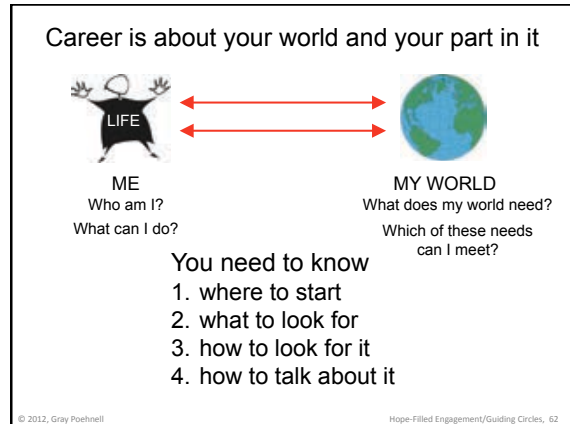 Career is about your world and your part in it
LIFE
ME
Who am I?
What can I do?
MY WORLD
What does my world need?
Which of these needs
can I meet?
You need to know
1. where to start
2. what to look for
3. how to look for it
4. how to talk about it
© 2012, Gray Poehnell
Hope-Filled Engagement/Guiding Circles, 62